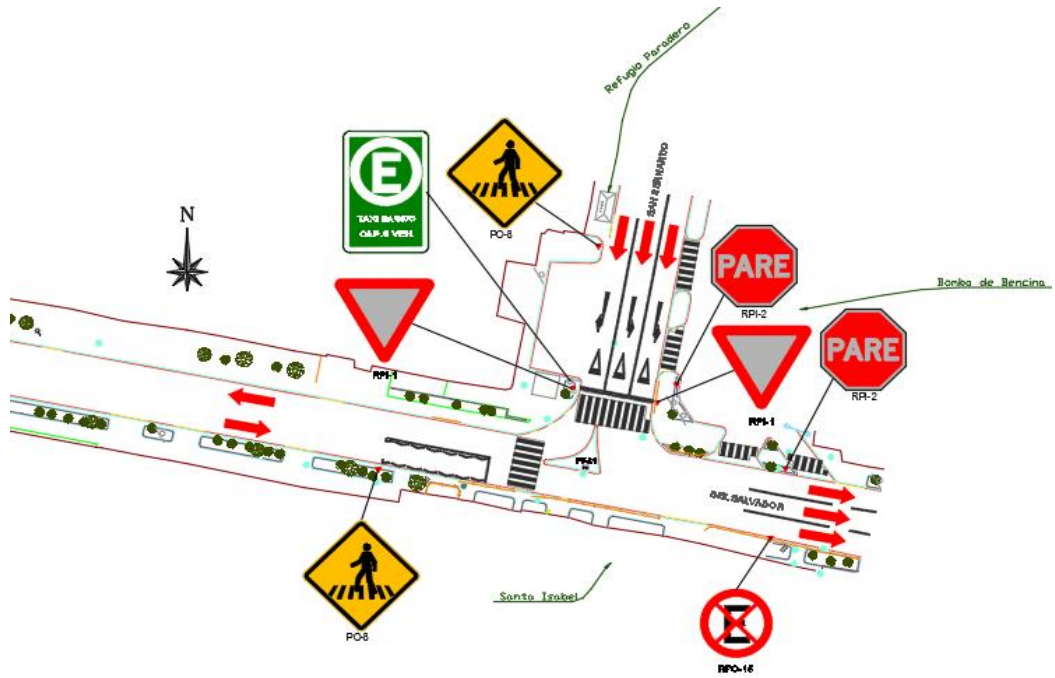 Refugio Paradero
E
TAXI BASICO
CAP. 6 VEH.
PO-8
SAN BERNARDO
N
PARE
RPI-2
Bomba de Bencina
PARE
RPI-2
RPI-1
RPI-1
SALVADOR
Santa Isabel
PO-8
RPO-15